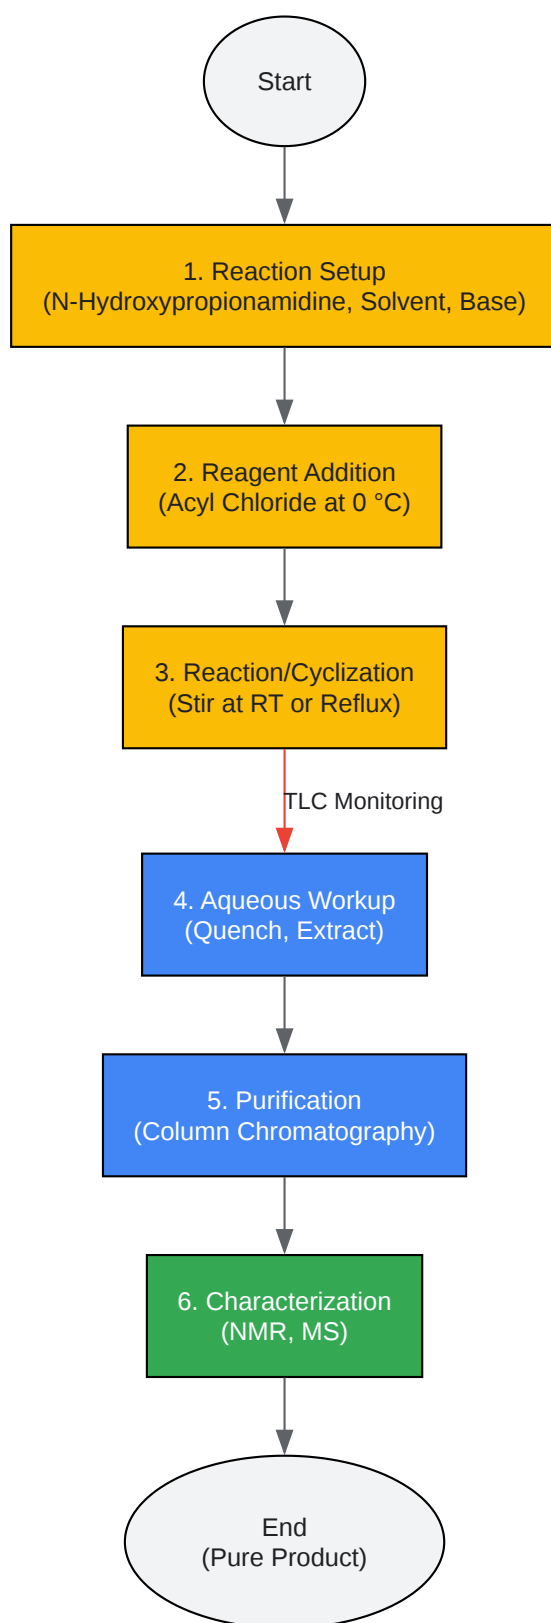 Start
1. Reaction Setup
(N-Hydroxypropionamidine, Solvent, Base)
2. Reagent Addition
(Acyl Chloride at 0 °C)
3. Reaction/Cyclization
(Stir at RT or Reflux)
TLC Monitoring
4. Aqueous Workup
(Quench, Extract)
5. Purification
(Column Chromatography)
6. Characterization
(NMR, MS)
End
(Pure Product)